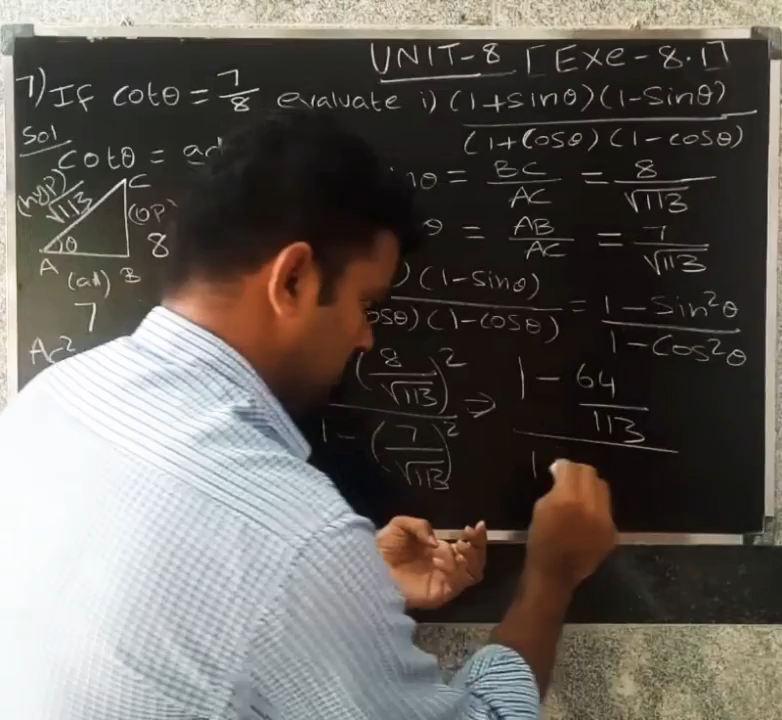 UNIT-8 [Exe-8.1]
7) If cotθ = 7/8 evaluate i) (1+sinθ)(1-Sinθ)
(1+Cosθ)(1-cosθ)
Sol
cotθ =
(hyp) √113
C
(OP)
8
θ
A
(ad)
B
7
AC²
θ = BC/AC = 8/√113
θ = AB/AC = 7/√113
)(1-Sinθ) / osθ)(1-cosθ) = 1-Sin²θ / 1-Cos²θ
(8/√113)² / 1-(7/√113)² ⇒ 1 - 64/113
1